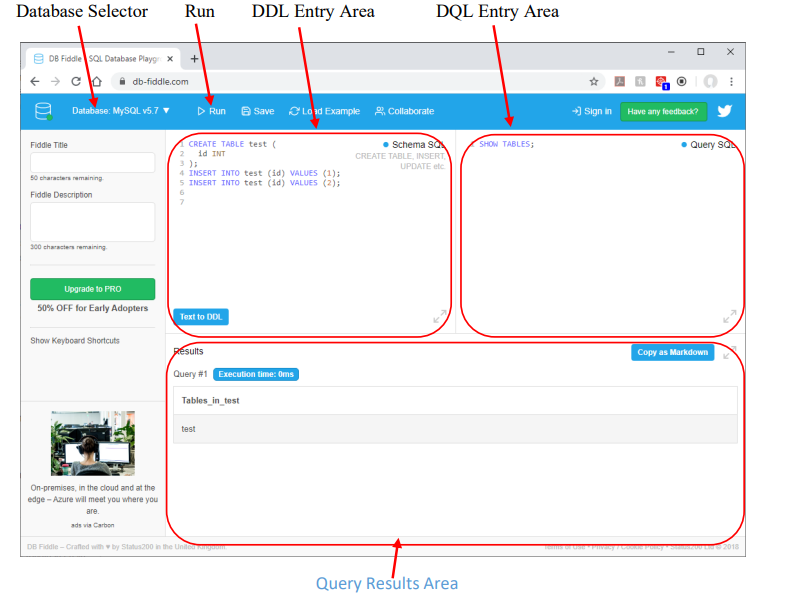 Database Selector Run DDL Entry Area DQL Entry Area
DB Fiddle - SQL Database Playgr
db-fiddle.com
Database: MySQL v5.7 ▼ Run Save Load Example Collaborate Sign in Have any feedback?
Fiddle Title
50 characters remaining.
Fiddle Description
300 characters remaining.
Upgrade to PRO
50% OFF for Early Adopters
Show Keyboard Shortcuts
On-premises, in the cloud and at the
edge – Azure will meet you where you
are.
ads via Carbon
1 CREATE TABLE test (
2 id INT
3 );
4 INSERT INTO test (id) VALUES (1);
5 INSERT INTO test (id) VALUES (2);
6
7
Schema SQL
CREATE TABLE, INSERT,
UPDATE etc.
Text to DDL
1 SHOW TABLES;
Query SQL
Results
Copy as Markdown
Query #1 Execution time: 0ms
Tables_in_test
test
DB Fiddle – Crafted with ♥ by Status200 in the United Kingdom.
Terms of Use • Privacy / Cookie Policy • Status200 Ltd © 2018
Query Results Area